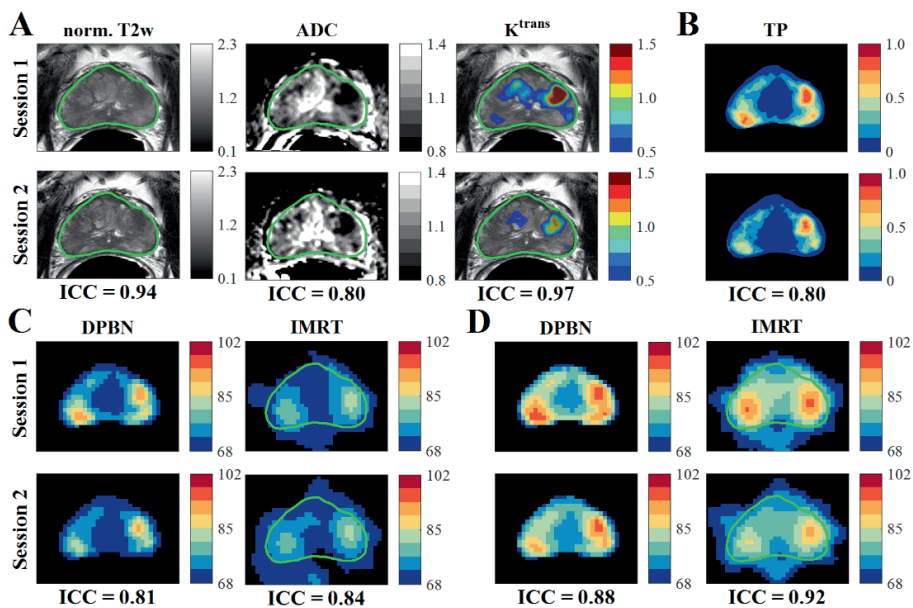 A
norm. T2w
ADC
K^trans
B
TP
Session 1
2.3
1.2
0.1
1.4
1.1
0.8
1.5
1.0
0.5
1.0
0
Session 2
2.3
1.2
0.1
1.4
1.1
0.8
1.5
1.0
0.5
1.0
0
ICC = 0.94
ICC = 0.80
ICC = 0.97
ICC = 0.80
C
DPBN
IMRT
D
DPBN
IMRT
Session 1
102
85
68
102
85
68
102
85
68
102
85
68
Session 2
102
85
68
102
85
68
102
85
68
102
85
68
ICC = 0.81
ICC = 0.84
ICC = 0.88
ICC = 0.92